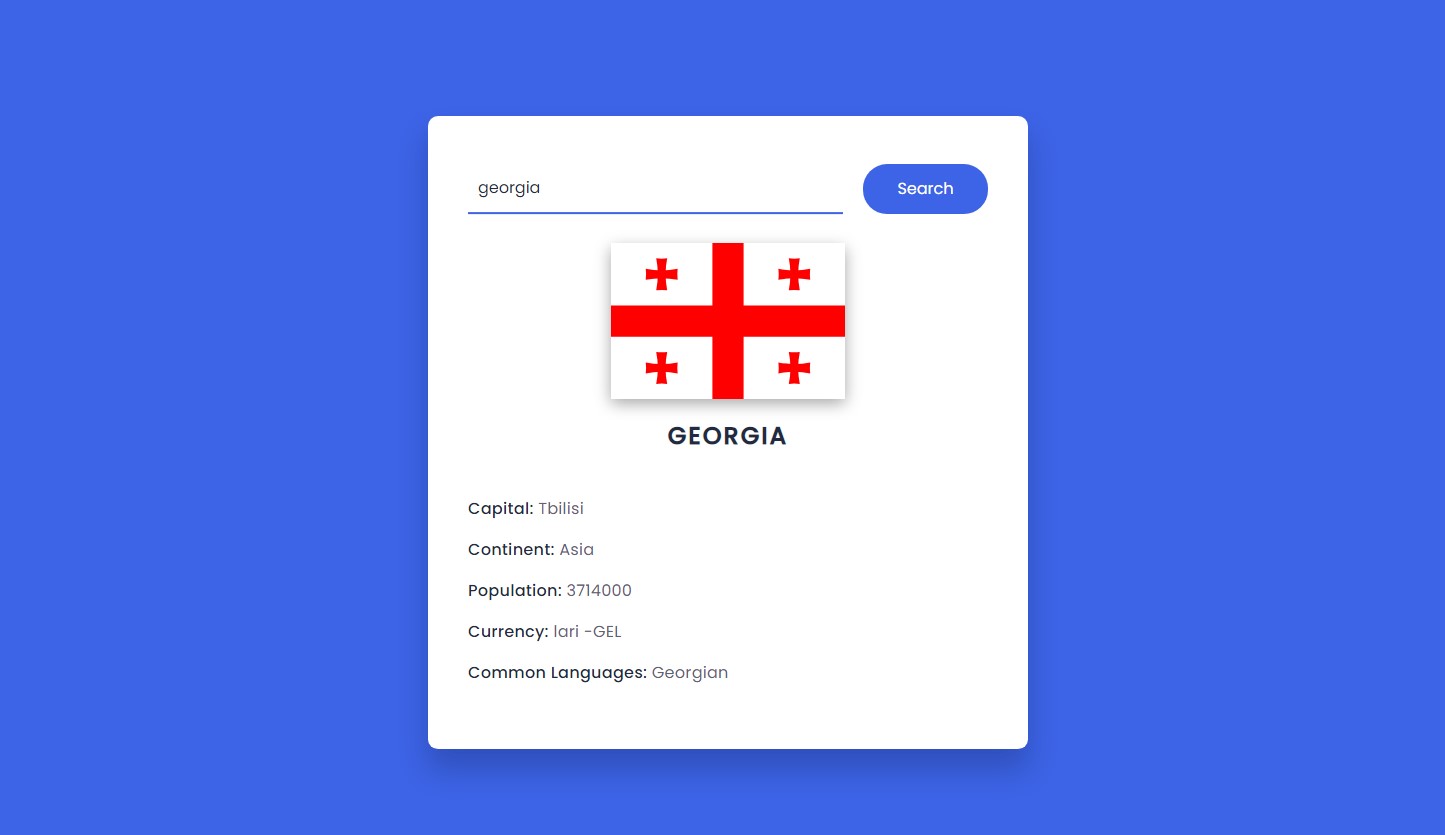 georgia
Search
GEORGIA
Capital: Tbilisi
Continent: Asia
Population: 3714000
Currency: lari -GEL
Common Languages: Georgian